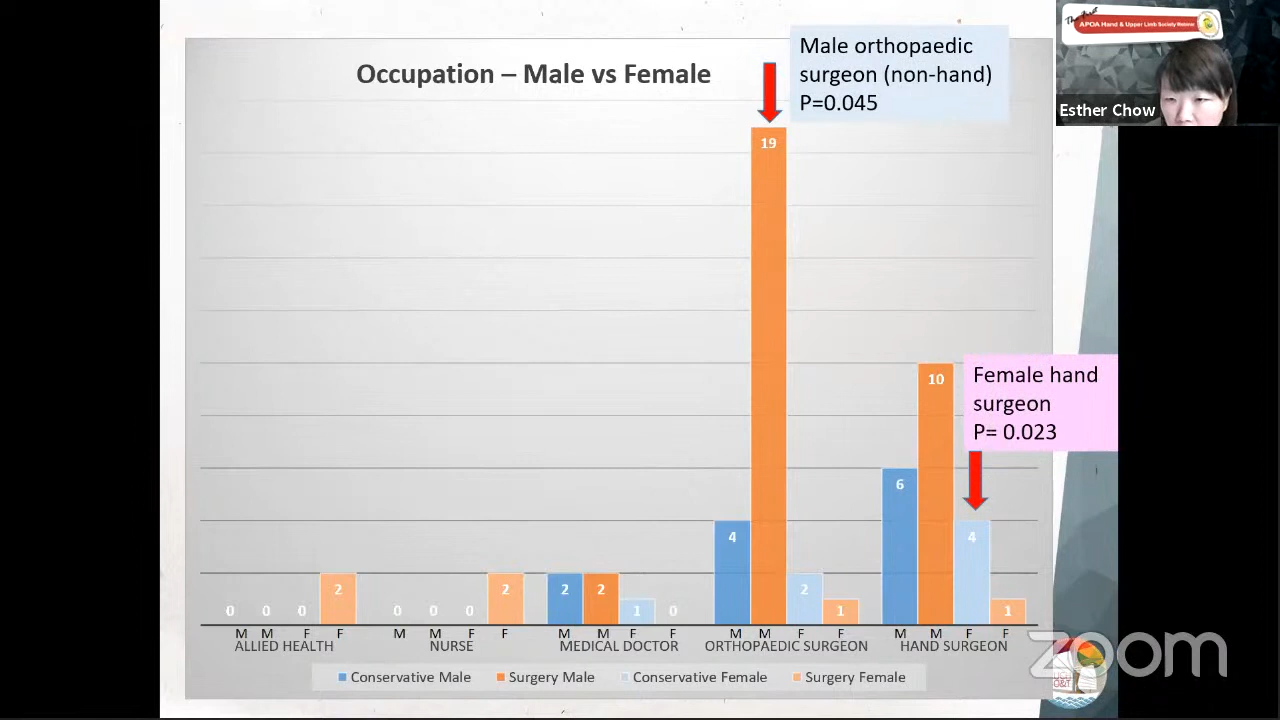 The first
APOA Hand & Upper Limb Society Webinar
Esther Chow
Occupation – Male vs Female
Male orthopaedic
surgeon (non-hand)
P=0.045
Female hand
surgeon
P= 0.023
19
10
6
4
4
2
2
2
2
1
0
2
1
1
0 0 0
0 0 0
M M F F M M F F M M F F M M F F M M F F
ALLIED HEALTH NURSE MEDICAL DOCTOR ORTHOPAEDIC SURGEON HAND SURGEON
Conservative Male Surgery Male Conservative Female Surgery Female
zoom
UCH
O&T